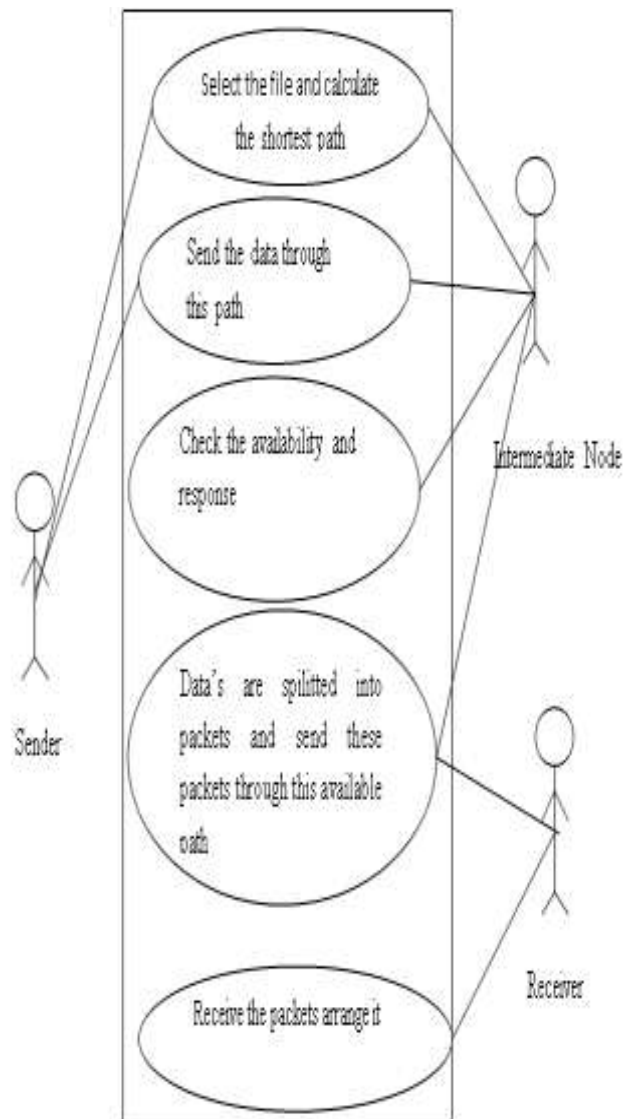 Select the file and calculate
the shortest path
Send the data through
this path
Check the availability and
response
Intermediate Node
Data's are spilitted into
packets and send these
packets through this available
path
Sender
Receiver
Receive the packets arrange it